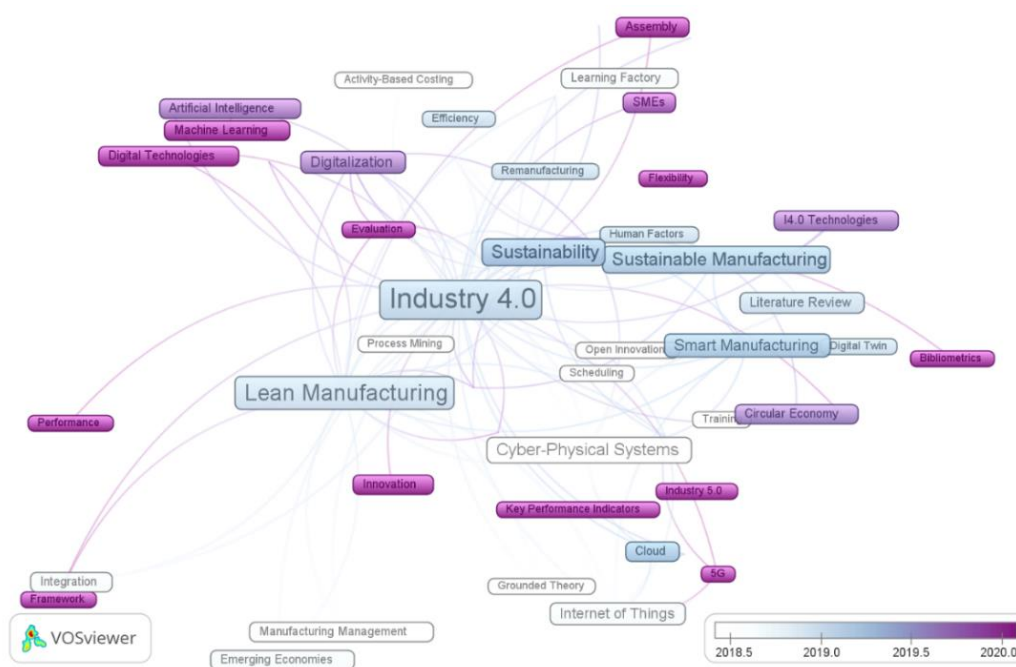 Assembly
Activity-Based Costing
Learning Factory
Artificial Intelligence
SMEs
Efficiency
Machine Learning
Digital Technologies
Digitalization
Remanufacturing
Flexibility
I4.0 Technologies
Evaluation
Human Factors
Sustainability
Sustainable Manufacturing
Industry 4.0
Literature Review
Process Mining
Open Innovation
Smart Manufacturing
Digital Twin
Bibliometrics
Scheduling
Lean Manufacturing
Performance
Training
Circular Economy
Cyber-Physical Systems
Innovation
Industry 5.0
Key Performance Indicators
Cloud
5G
Integration
Grounded Theory
Framework
Internet of Things
Manufacturing Management
VOSviewer
Emerging Economies
2018.5 2019.0 2019.5 2020.0